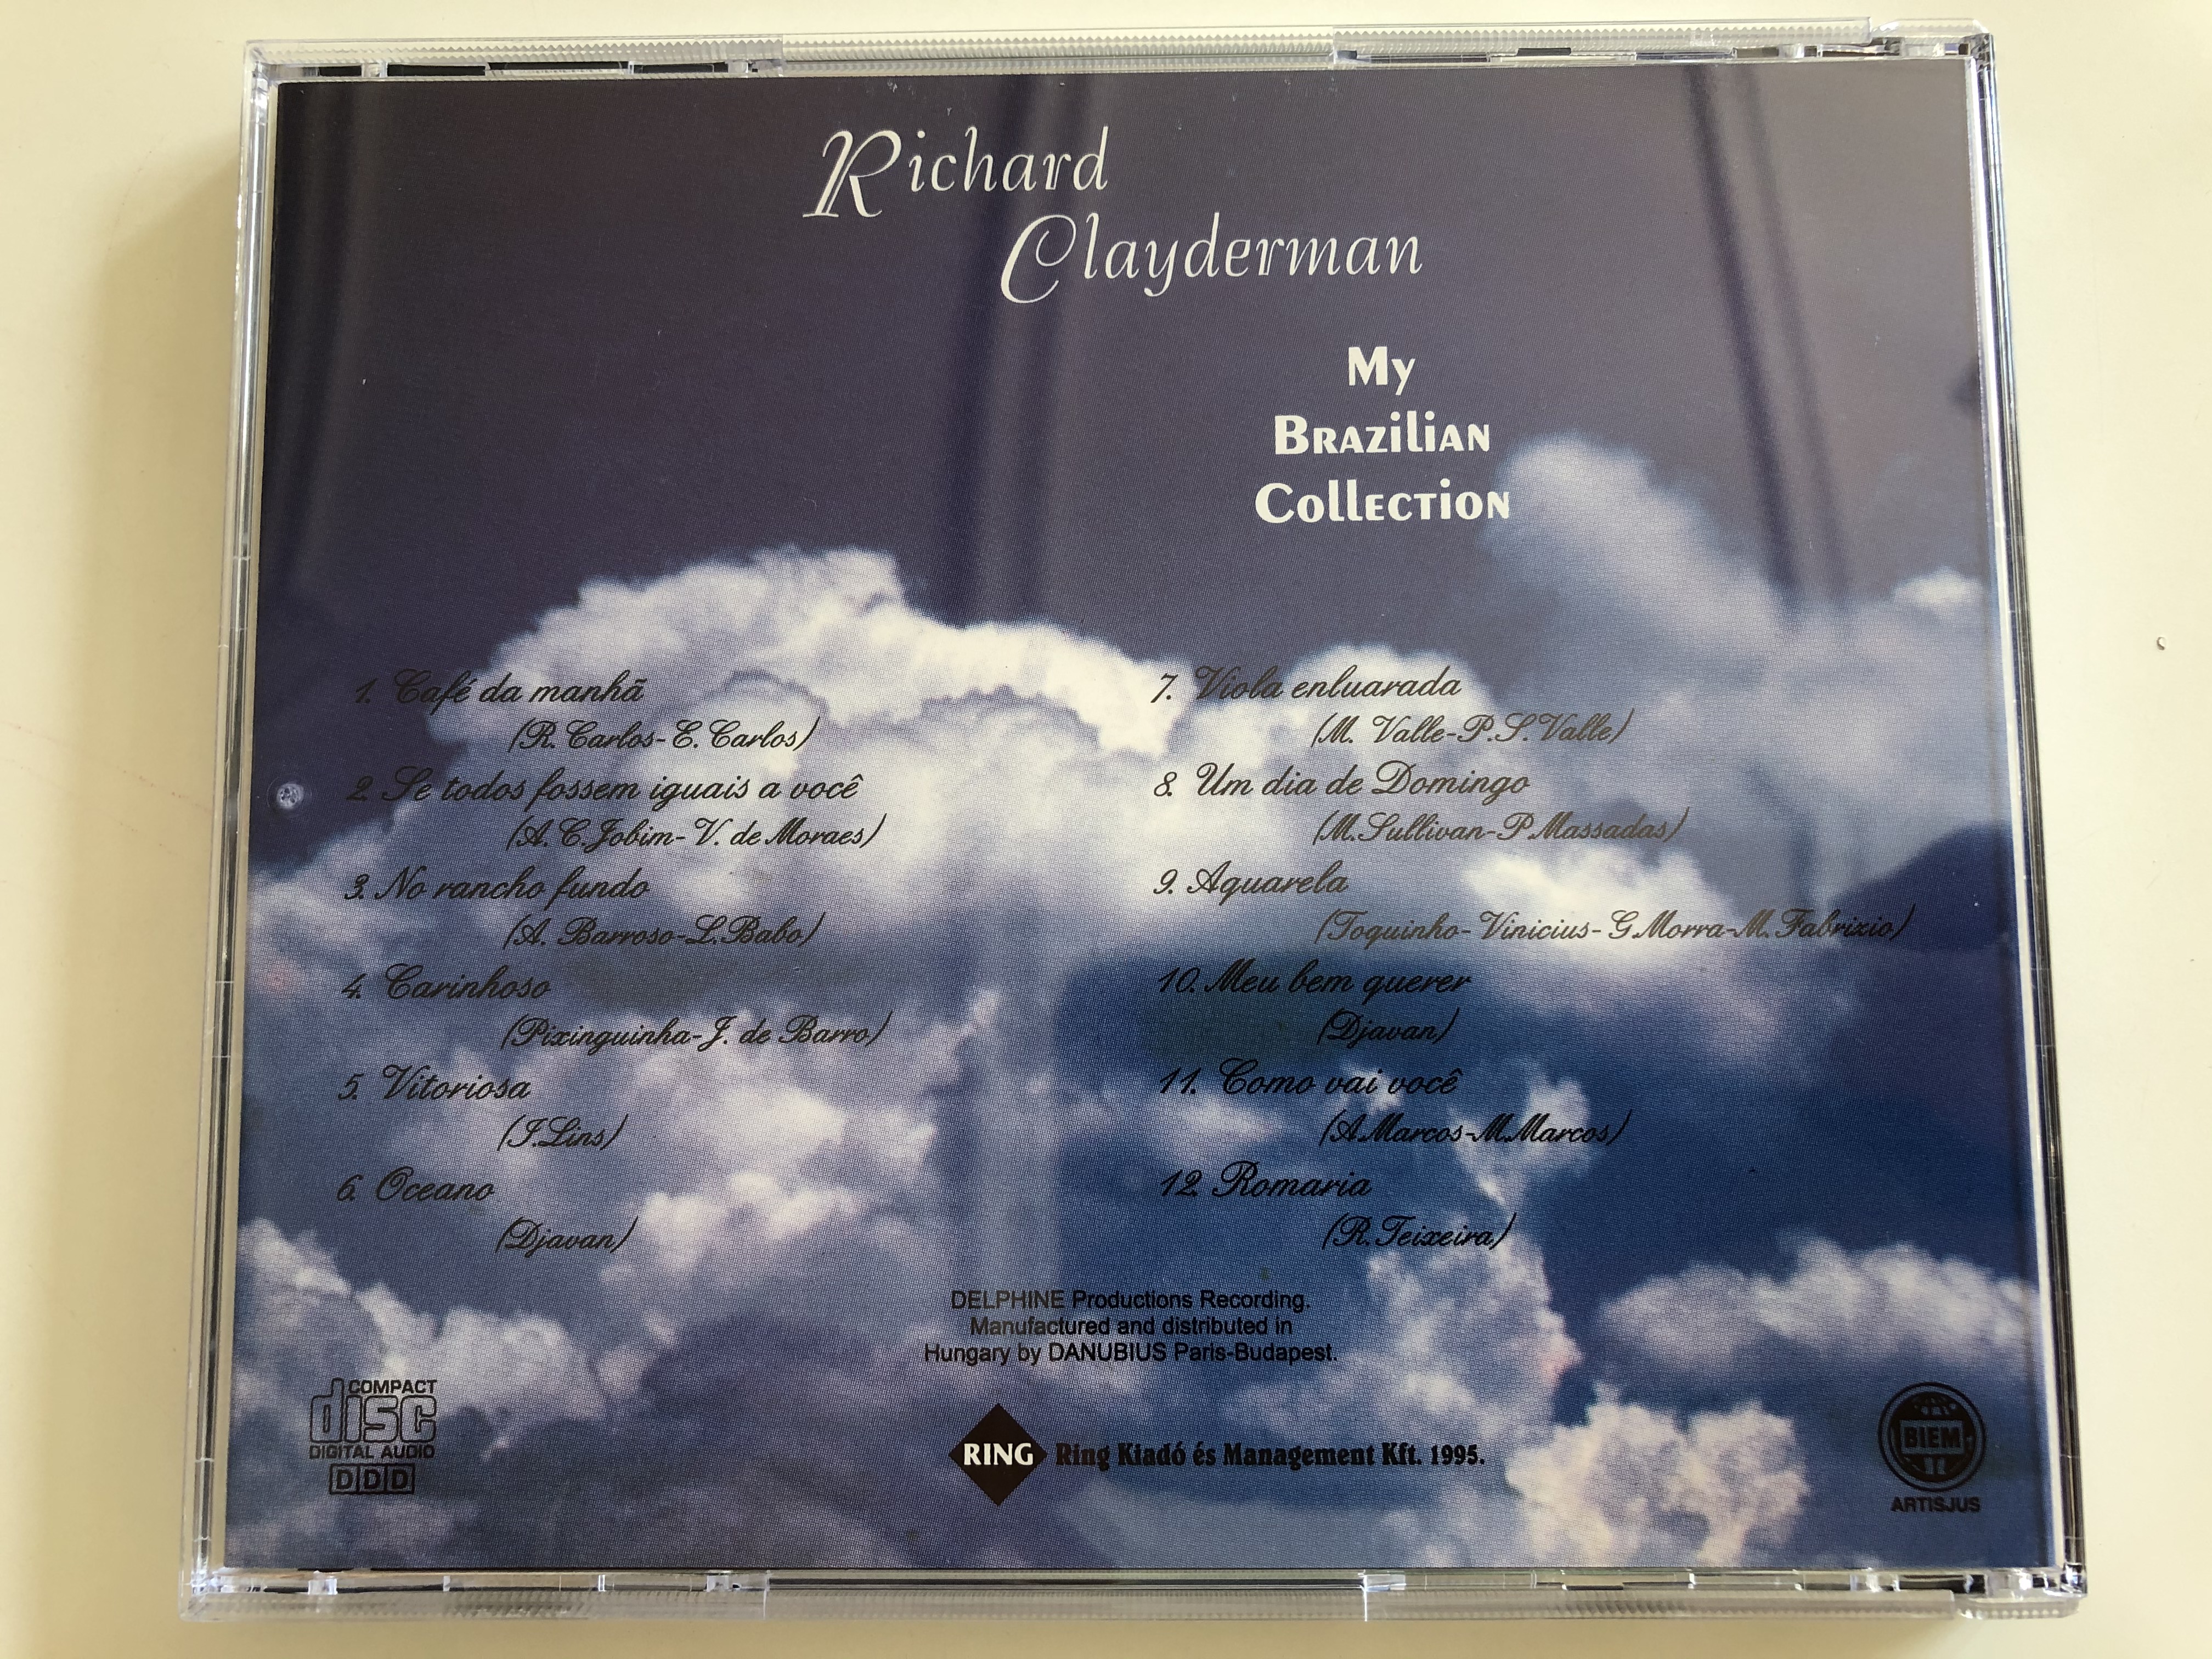 Richard
Clayderman
My
Brazilian
Collection
1. Café da manhã
(R. Carlos-E. Carlos)
2. Se todos fossem iguais a você
(A.C. Jobim-V. de Moraes)
3. No rancho fundo
(A. Barroso-L. Babo)
4. Carinhoso
(Pixinguinha-J. de Barro)
5. Vitoriosa
(I. Lins)
6. Oceano
(Djavan)
7. Viola enluarada
(M. Valle-P.S. Valle)
8. Um dia de Domingo
(M. Sullivan-P. Massadas)
9. Aquarela
(Toquinho-Vinicius-G. Morra-M. Fabrizio)
10. Meu bem querer
(Djavan)
11. Como vai você
(A. Marcos-M. Marcos)
12. Romaria
(R. Teixeira)
DELPHINE Productions Recording.
Manufactured and distributed in
Hungary by DANUBIUS Paris-Budapest.
COMPACT
disc
DIGITAL AUDIO
DDD
RING Ring Kiadó és Management Kft. 1995.
BIEM
ARTISJUS